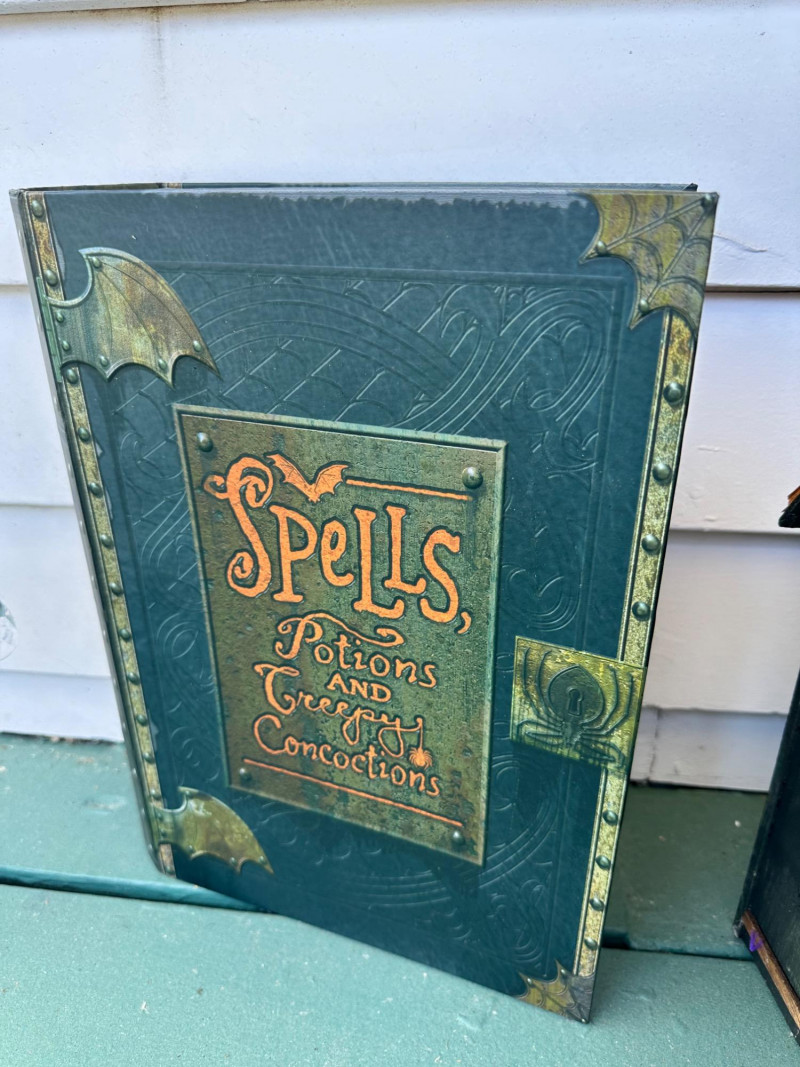 Spells,
Potions
AND
Creepy
Concoctions